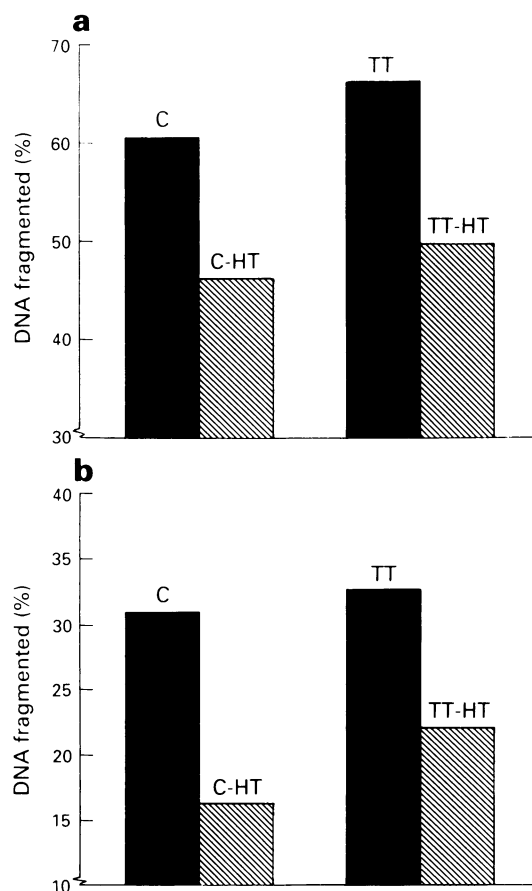 a
DNA fragmented (%)
70
60
50
40
30
C
C-HT
TT
TT-HT
b
DNA fragmented (%)
40
35
30
25
20
15
10
C
C-HT
TT
TT-HT